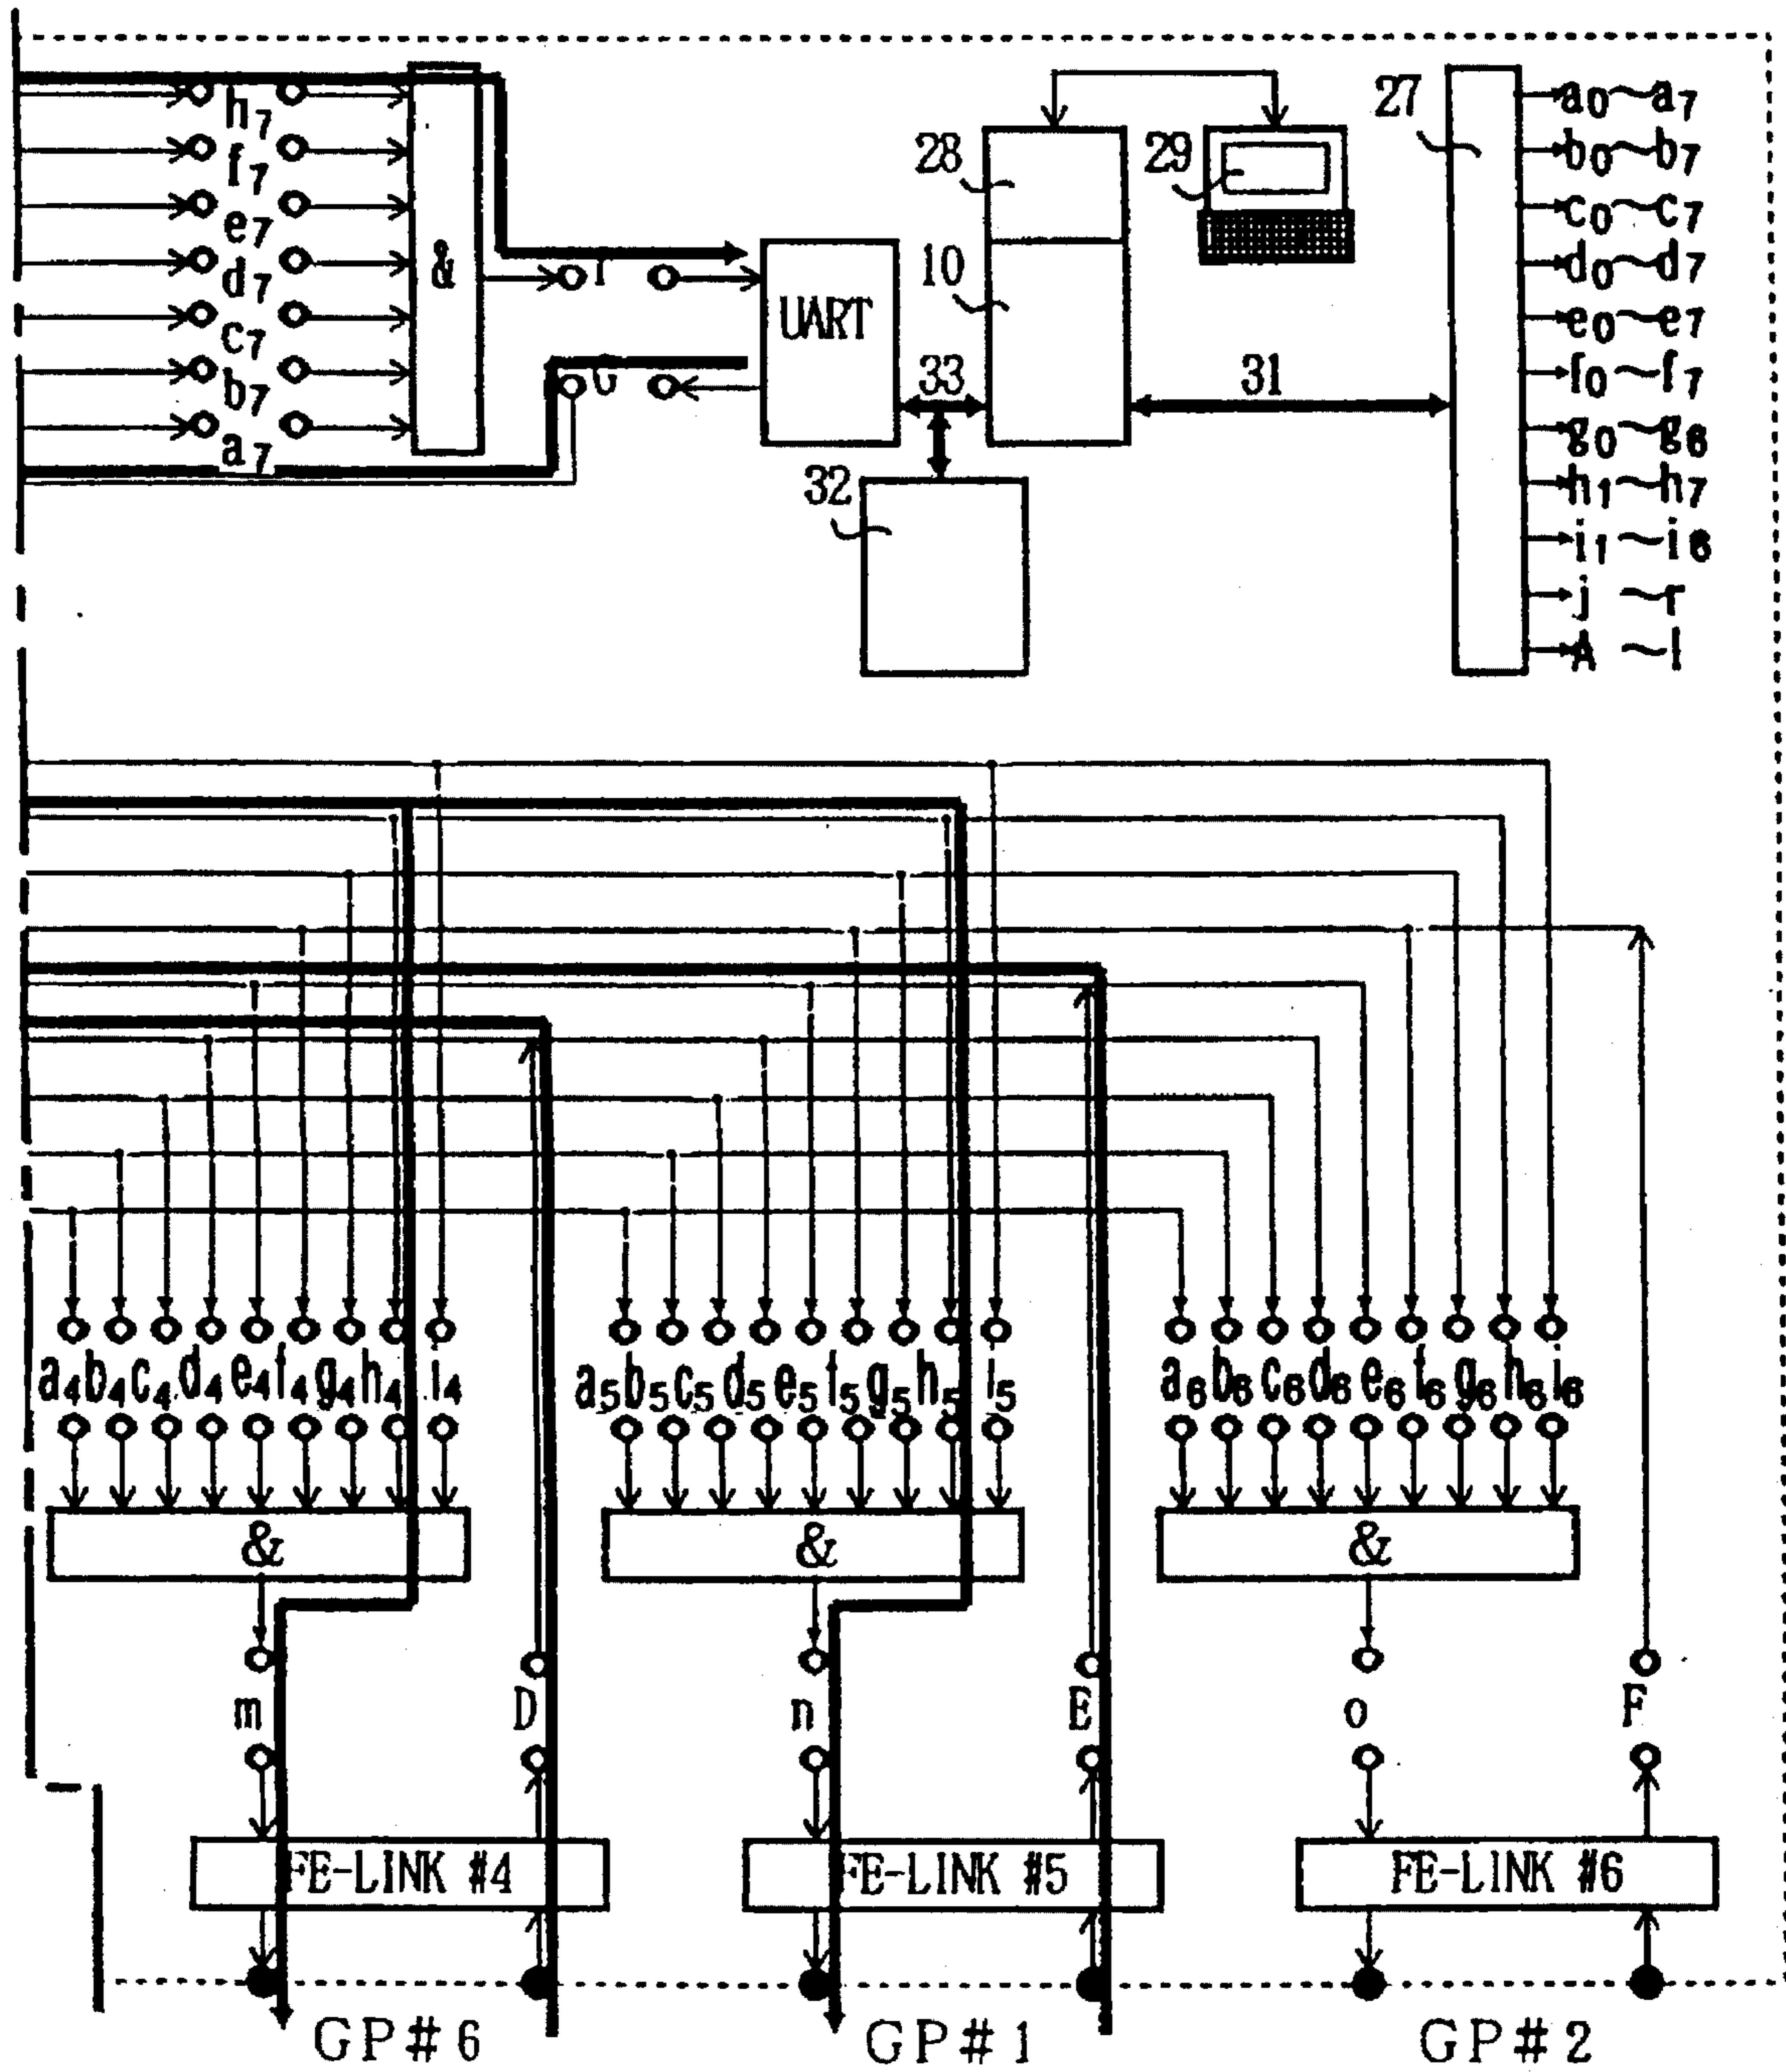 h7
f7
e7
d7
c7
b7
a7
&
UART
28
10
29
27
33
31
32
a0~a7
b0~b7
c0~c7
d0~d7
e0~e7
f0~f7
g0~g6
h1~h7
i1~i6
j ~r
A ~I
a4 b4 c4 d4 e4 f4 g4 h4 i4
a5 b5 c5 d5 e5 f5 g5 h5 i5
a6 b6 c6 d6 e6 f6 g6 h6 i6
&
&
&
m
D
n
E
o
F
FE-LINK #4
FE-LINK #5
FE-LINK #6
GP#6
GP#1
GP#2